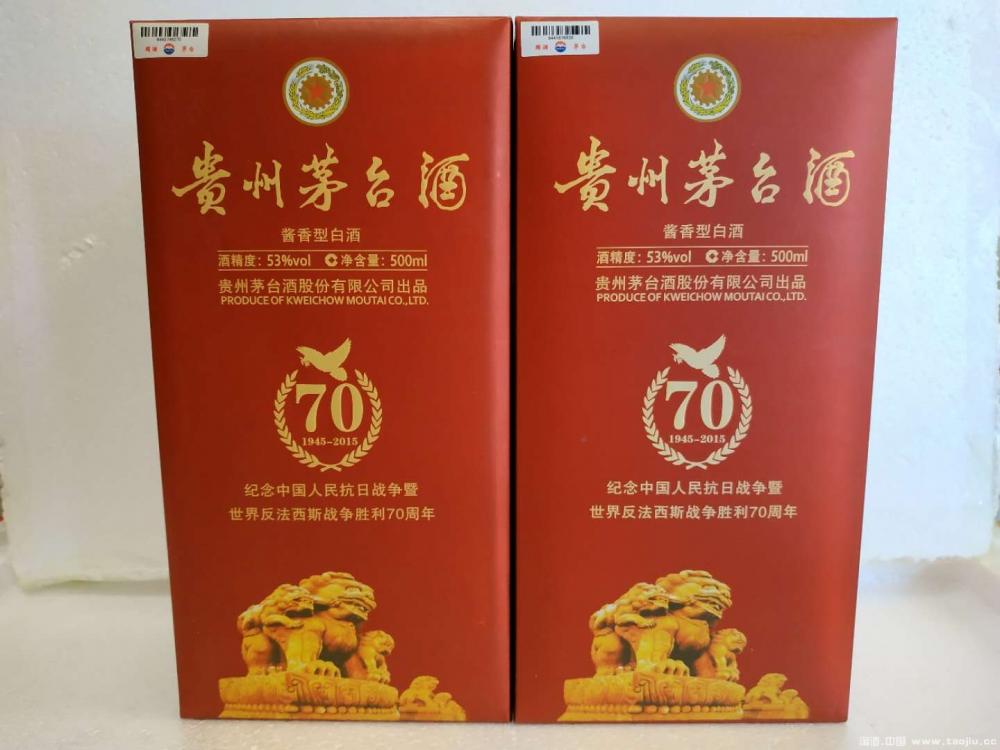 贵州茅台酒
酱香型白酒
酒精度：53%vol 净含量：500ml
贵州茅台酒股份有限公司出品
PRODUCE OF KWEICHOW MOUTAI CO.,LTD.
70
1945-2015
纪念中国人民抗日战争暨
世界反法西斯战争胜利70周年
贵州茅台酒
酱香型白酒
酒精度：53%vol 净含量：500ml
贵州茅台酒股份有限公司出品
PRODUCE OF KWEICHOW MOUTAI CO.,LTD.
70
1945-2015
纪念中国人民抗日战争暨
世界反法西斯战争胜利70周年
www.taojiu.cc